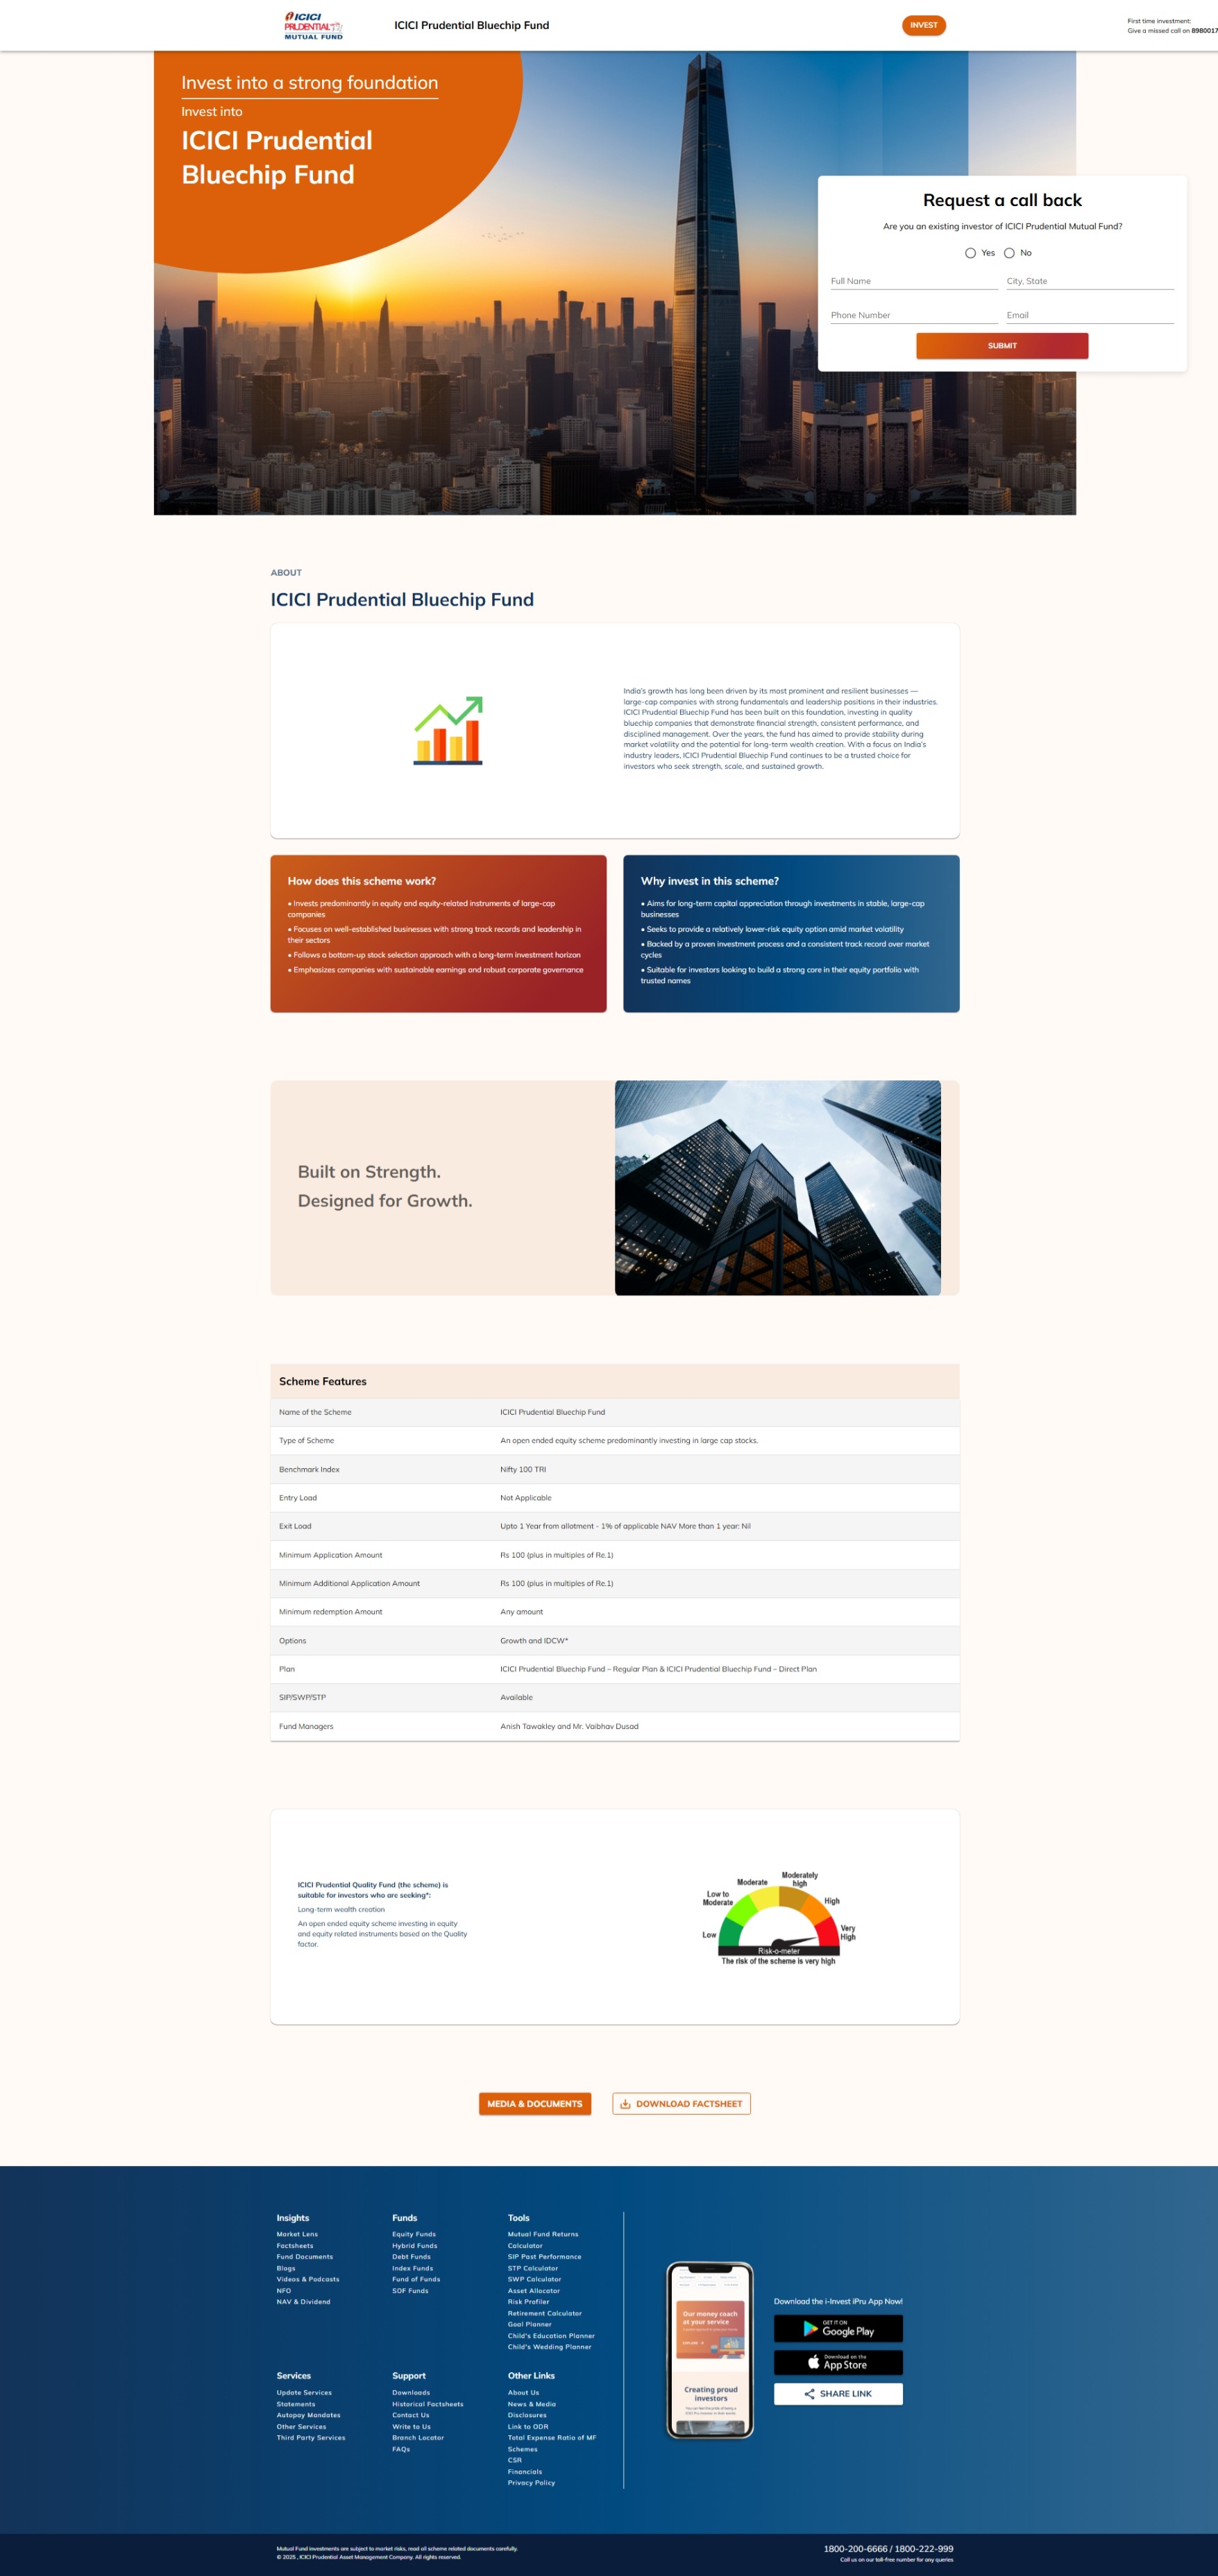 ICICI
PRUDENTIAL
MUTUAL FUND
ICICI Prudential Bluechip Fund
INVEST
First time investment:
Give a missed call on 8980017
Invest into a strong foundation
Invest into
ICICI Prudential
Bluechip Fund
Request a call back
Are you an existing investor of ICICI Prudential Mutual Fund?
Yes No
Full Name City, State
Phone Number Email
SUBMIT
ABOUT
ICICI Prudential Bluechip Fund
India's growth has long been driven by its most prominent and resilient businesses —
large-cap companies with strong fundamentals and leadership positions in their industries.
ICICI Prudential Bluechip Fund has been built on this foundation, investing in quality
bluechip companies that demonstrate financial strength, consistent performance, and
disciplined management. Over the years, the fund has aimed to provide stability during
market volatility and the potential for long-term wealth creation. With a focus on India's
industry leaders, ICICI Prudential Bluechip Fund continues to be a trusted choice for
investors who seek strength, scale, and sustained growth.
How does this scheme work?
• Invests predominantly in equity and equity-related instruments of large-cap
companies
• Focuses on well-established businesses with strong track records and leadership in
their sectors
• Follows a bottom-up stock selection approach with a long-term investment horizon
• Emphasizes companies with sustainable earnings and robust corporate governance
Why invest in this scheme?
• Aims for long-term capital appreciation through investments in stable, large-cap
businesses
• Seeks to provide a relatively lower-risk equity option amid market volatility
• Backed by a proven investment process and a consistent track record over market
cycles
• Suitable for investors looking to build a strong core in their equity portfolio with
trusted names
Built on Strength.
Designed for Growth.
Scheme Features
Name of the Scheme ICICI Prudential Bluechip Fund
Type of Scheme An open ended equity scheme predominantly investing in large cap stocks.
Benchmark Index Nifty 100 TRI
Entry Load Not Applicable
Exit Load Upto 1 Year from allotment - 1% of applicable NAV More than 1 year: Nil
Minimum Application Amount Rs 100 (plus in multiples of Re.1)
Minimum Additional Application Amount Rs 100 (plus in multiples of Re.1)
Minimum redemption Amount Any amount
Options Growth and IDCW*
Plan ICICI Prudential Bluechip Fund – Regular Plan & ICICI Prudential Bluechip Fund – Direct Plan
SIP/SWP/STP Available
Fund Managers Anish Tawakley and Mr. Vaibhav Dusad
ICICI Prudential Quality Fund (the scheme) is
suitable for investors who are seeking*:
Long-term wealth creation
An open ended equity scheme investing in equity
and equity related instruments based on the Quality
factor.
Low
Low to
Moderate
Moderate
Moderately
high
High
Very
High
Risk-o-meter
The risk of the scheme is very high
MEDIA & DOCUMENTS
DOWNLOAD FACTSHEET
Insights
Market Lens
Factsheets
Fund Documents
Blogs
Videos & Podcasts
NFO
NAV & Dividend
Funds
Equity Funds
Hybrid Funds
Debt Funds
Index Funds
Fund of Funds
SOF Funds
Tools
Mutual Fund Returns
Calculator
SIP Past Performance
STP Calculator
SWP Calculator
Asset Allocator
Risk Profiler
Retirement Calculator
Goal Planner
Child's Education Planner
Child's Wedding Planner
Services
Update Services
Statements
Autopay Mandates
Other Services
Third Party Services
Support
Downloads
Historical Factsheets
Contact Us
Write to Us
Branch Locator
FAQs
Other Links
About Us
News & Media
Disclosures
Link to ODR
Total Expense Ratio of MF
Schemes
CSR
Financials
Privacy Policy
Our money coach
at your service
Creating proud
investors
Download the i-Invest iPru App Now!
GET IT ON
Google Play
Download on the
App Store
SHARE LINK
Mutual Fund investments are subject to market risks, read all scheme related documents carefully.
© 2025 , ICICI Prudential Asset Management Company. All rights reserved.
1800-200-6666 / 1800-222-999
Call us on our toll-free number for any queries